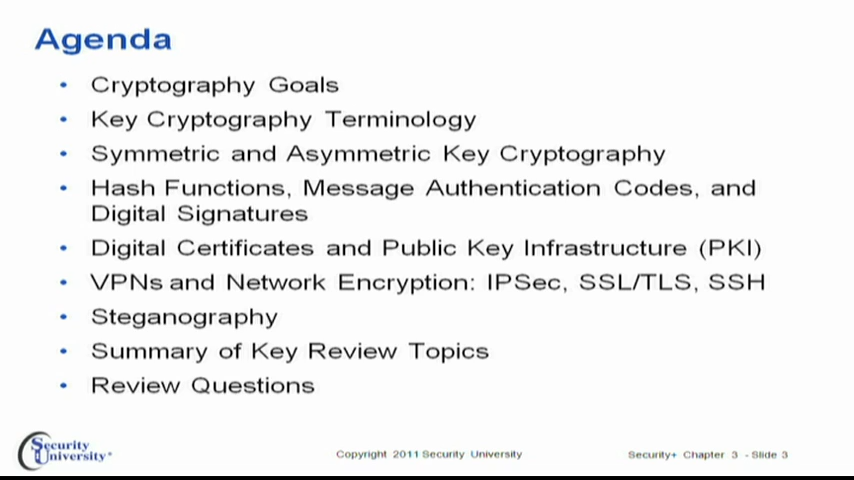 Agenda
• Cryptography Goals
• Key Cryptography Terminology
• Symmetric and Asymmetric Key Cryptography
• Hash Functions, Message Authentication Codes, and
Digital Signatures
• Digital Certificates and Public Key Infrastructure (PKI)
• VPNs and Network Encryption: IPSec, SSL/TLS, SSH
• Steganography
• Summary of Key Review Topics
• Review Questions
Security
University
Copyright 2011 Security University
Security+ Chapter 3 - Slide 3